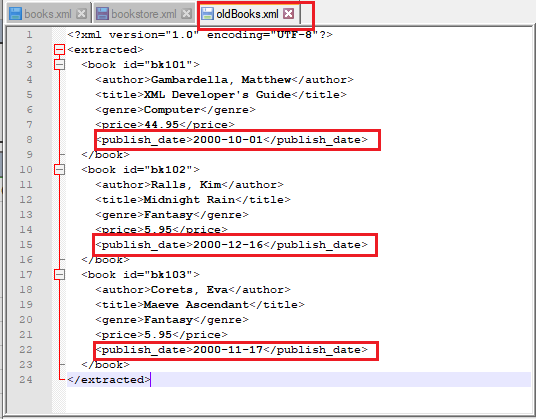 books.xml bookstore.xml oldBooks.xml
1 <?xml version="1.0" encoding="UTF-8"?>
2 <extracted>
3 <book id="bk101">
4 <author>Gambardella, Matthew</author>
5 <title>XML Developer's Guide</title>
6 <genre>Computer</genre>
7 <price>44.95</price>
8 <publish_date>2000-10-01</publish_date>
9 </book>
10 <book id="bk102">
11 <author>Ralls, Kim</author>
12 <title>Midnight Rain</title>
13 <genre>Fantasy</genre>
14 <price>5.95</price>
15 <publish_date>2000-12-16</publish_date>
16 </book>
17 <book id="bk103">
18 <author>Corets, Eva</author>
19 <title>Maeve Ascendant</title>
20 <genre>Fantasy</genre>
21 <price>5.95</price>
22 <publish_date>2000-11-17</publish_date>
23 </book>
24 </extracted>